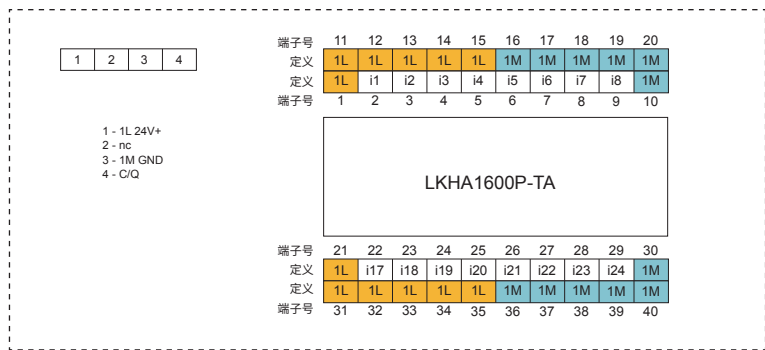 端子号 11 12 13 14 15 16 17 18 19 20
定义 1L 1L 1L 1L 1L 1M 1M 1M 1M 1M
定义 1L i1 i2 i3 i4 i5 i6 i7 i8 1M
端子号 1 2 3 4 5 6 7 8 9 10
1 2 3 4
1 - 1L 24V+
2 - nc
3 - 1M GND
4 - C/Q
LKHA1600P-TA
端子号 21 22 23 24 25 26 27 28 29 30
定义 1L i17 i18 i19 i20 i21 i22 i23 i24 1M
定义 1L 1L 1L 1L 1L 1M 1M 1M 1M 1M
端子号 31 32 33 34 35 36 37 38 39 40